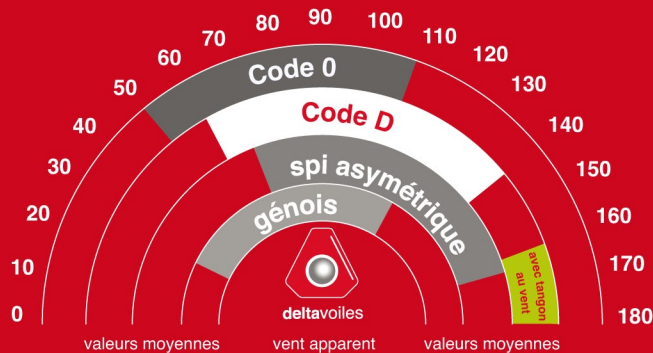 0
10
20
30
40
50
60
70
80
90
100
110
120
130
140
150
160
170
180
Code 0
Code D
spi asymétrique
génois
avec tangon
au vent
deltavoiles
valeurs moyennes
vent apparent
valeurs moyennes